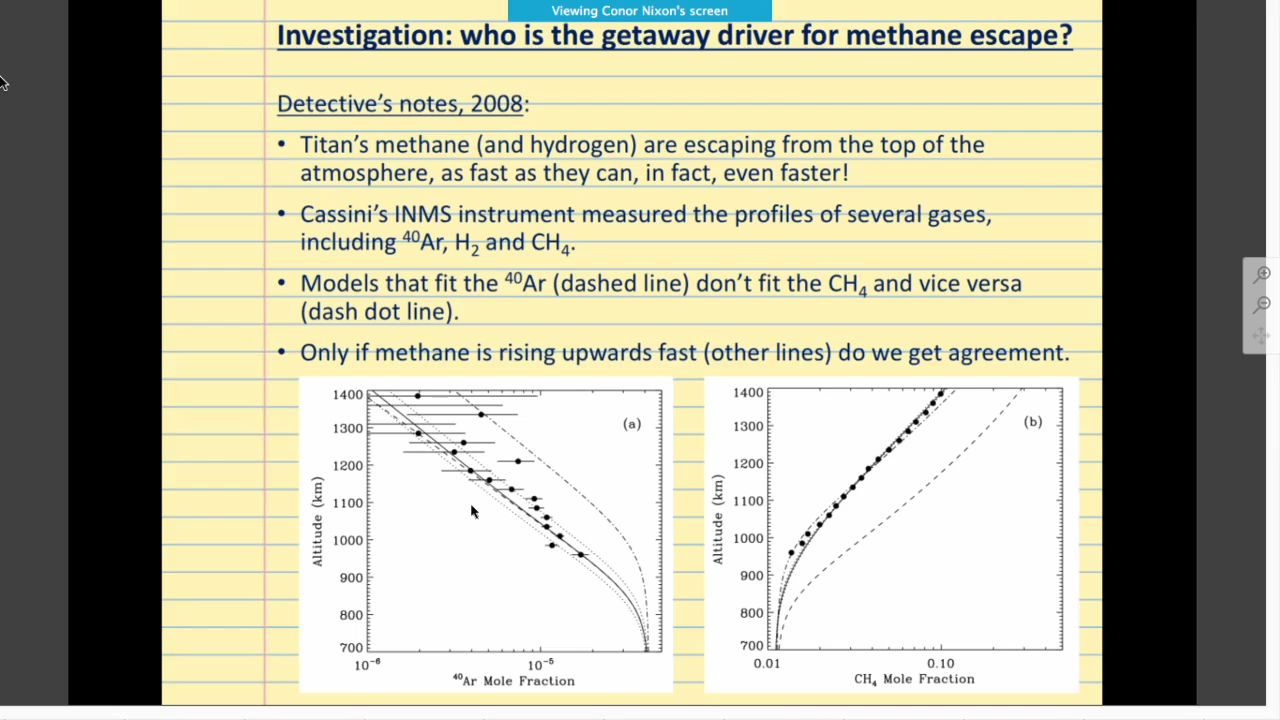 Viewing Conor Nixon's screen
Investigation: who is the getaway driver for methane escape?
Detective's notes, 2008:
• Titan's methane (and hydrogen) are escaping from the top of the
atmosphere, as fast as they can, in fact, even faster!
• Cassini's INMS instrument measured the profiles of several gases,
including ⁴⁰Ar, H₂ and CH₄.
• Models that fit the ⁴⁰Ar (dashed line) don't fit the CH₄ and vice versa
(dash dot line).
• Only if methane is rising upwards fast (other lines) do we get agreement.
1400
1300
1200
1100
1000
900
800
700
Altitude (km)
(a)
10⁻⁶
10⁻⁵
⁴⁰Ar Mole Fraction
1400
1300
1200
1100
1000
900
800
700
Altitude (km)
(b)
0.01
0.10
CH₄ Mole Fraction